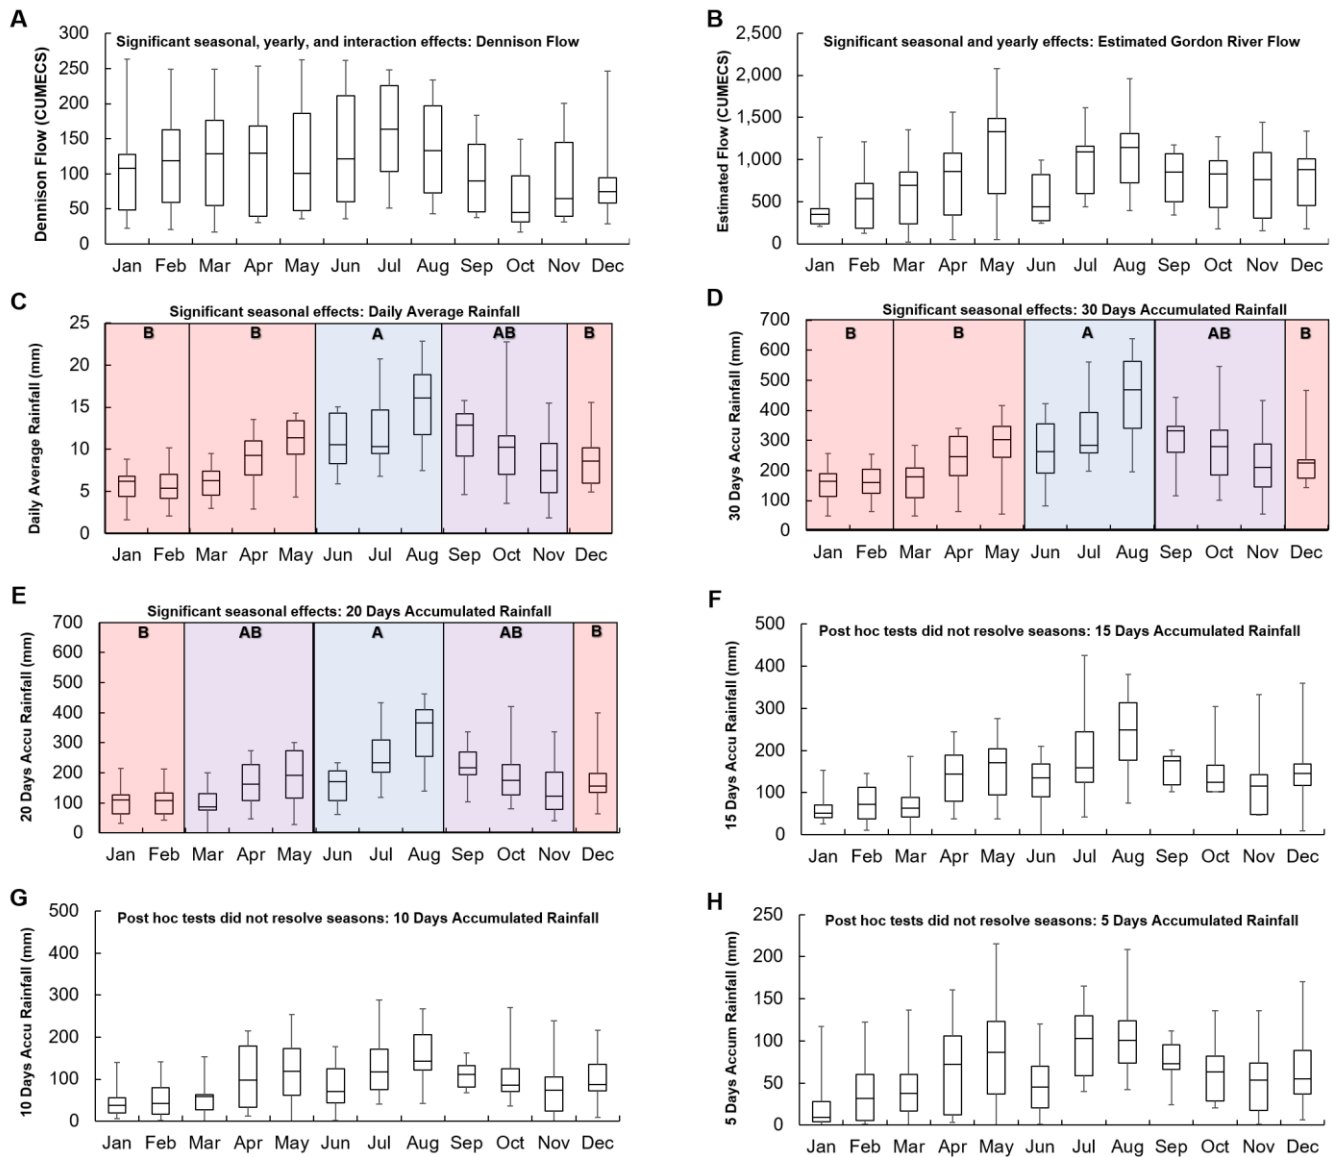 A
Significant seasonal, yearly, and interaction effects: Dennison Flow
Dennison Flow (CUMECS)
300
250
200
150
100
50
0
Jan Feb Mar Apr May Jun Jul Aug Sep Oct Nov Dec
B
Significant seasonal and yearly effects: Estimated Gordon River Flow
Estimated Flow (CUMECS)
2,500
2,000
1,500
1,000
500
0
Jan Feb Mar Apr May Jun Jul Aug Sep Oct Nov Dec
C
Significant seasonal effects: Daily Average Rainfall
Daily Average Rainfall (mm)
25
20
15
10
5
0
B B A AB B
Jan Feb Mar Apr May Jun Jul Aug Sep Oct Nov Dec
D
Significant seasonal effects: 30 Days Accumulated Rainfall
30 Days Accu Rainfall (mm)
700
600
500
400
300
200
100
0
B B A AB B
Jan Feb Mar Apr May Jun Jul Aug Sep Oct Nov Dec
E
Significant seasonal effects: 20 Days Accumulated Rainfall
20 Days Accu Rainfall (mm)
700
600
500
400
300
200
100
0
B AB A AB B
Jan Feb Mar Apr May Jun Jul Aug Sep Oct Nov Dec
F
Post hoc tests did not resolve seasons: 15 Days Accumulated Rainfall
15 Days Accu Rainfall (mm)
500
400
300
200
100
0
Jan Feb Mar Apr May Jun Jul Aug Sep Oct Nov Dec
G
Post hoc tests did not resolve seasons: 10 Days Accumulated Rainfall
10 Days Accu Rainfall (mm)
500
400
300
200
100
0
Jan Feb Mar Apr May Jun Jul Aug Sep Oct Nov Dec
H
Post hoc tests did not resolve seasons: 5 Days Accumulated Rainfall
5 Days Accum Rainfall (mm)
250
200
150
100
50
0
Jan Feb Mar Apr May Jun Jul Aug Sep Oct Nov Dec